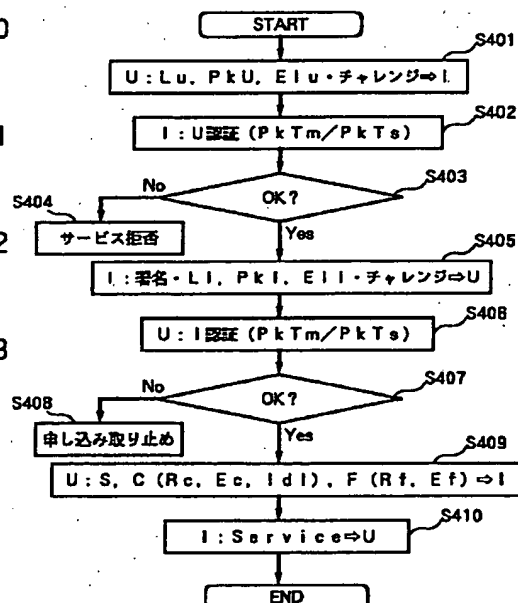 START
S401
U:Lu, PkU, Elu・チャレンジ⇒I
S402
I:U認証 (PkTm/PkTs)
S403
OK?
No
S404
サービス拒否
Yes
S405
I:署名・LI, PkI, EII・チャレンジ⇒U
S406
U:I認証 (PkTm/PkTs)
S407
OK?
No
S408
申し込み取り止め
Yes
S409
U:S, C (Rc, Ec, IdI), F (Rf, Ef) ⇒I
S410
I:Service⇒U
END